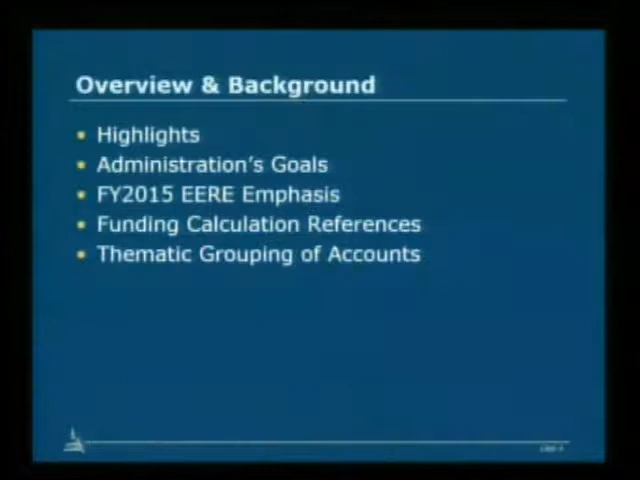 Overview & Background
• Highlights
• Administration's Goals
• FY2015 EERE Emphasis
• Funding Calculation References
• Thematic Grouping of Accounts